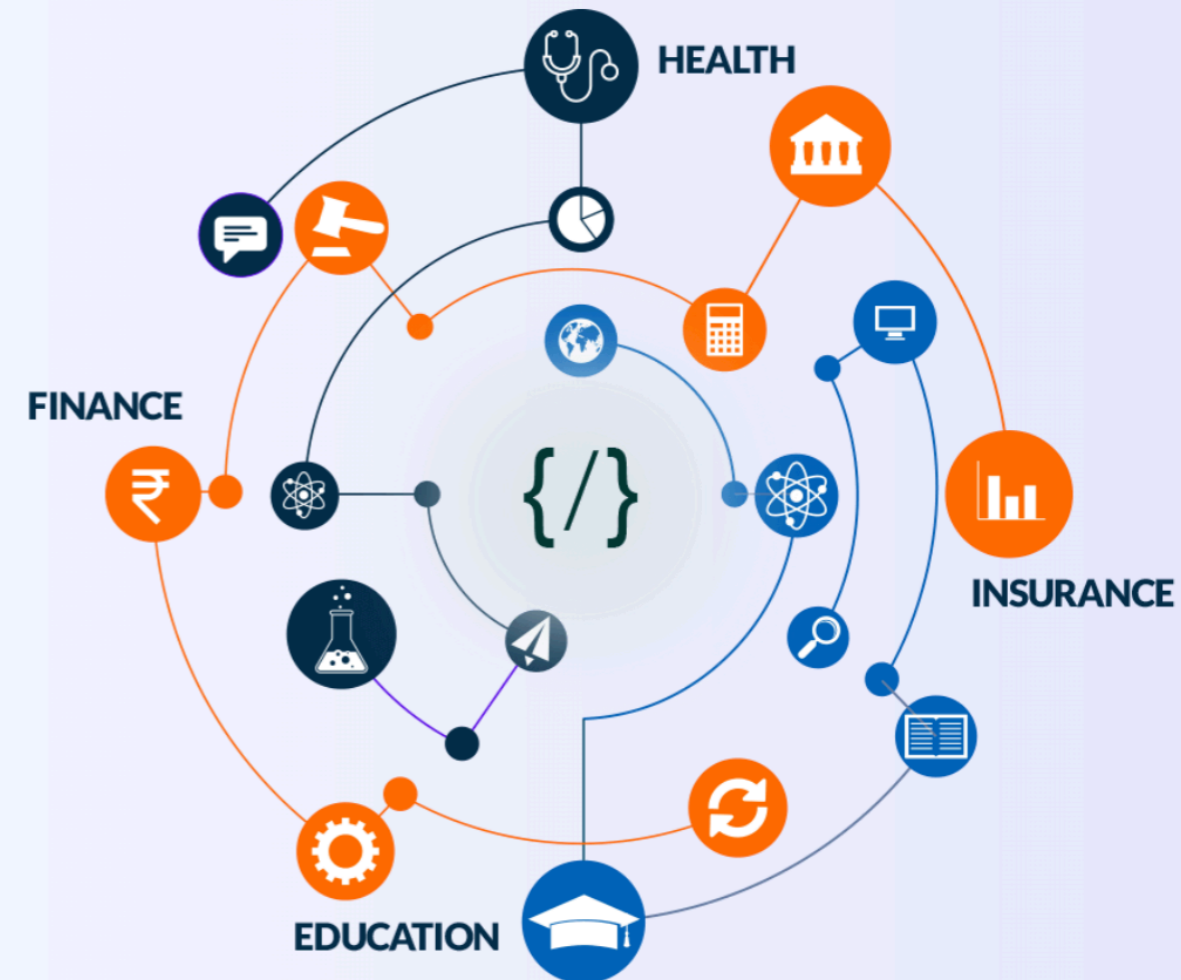 HEALTH
FINANCE
₹
{/}
INSURANCE
EDUCATION